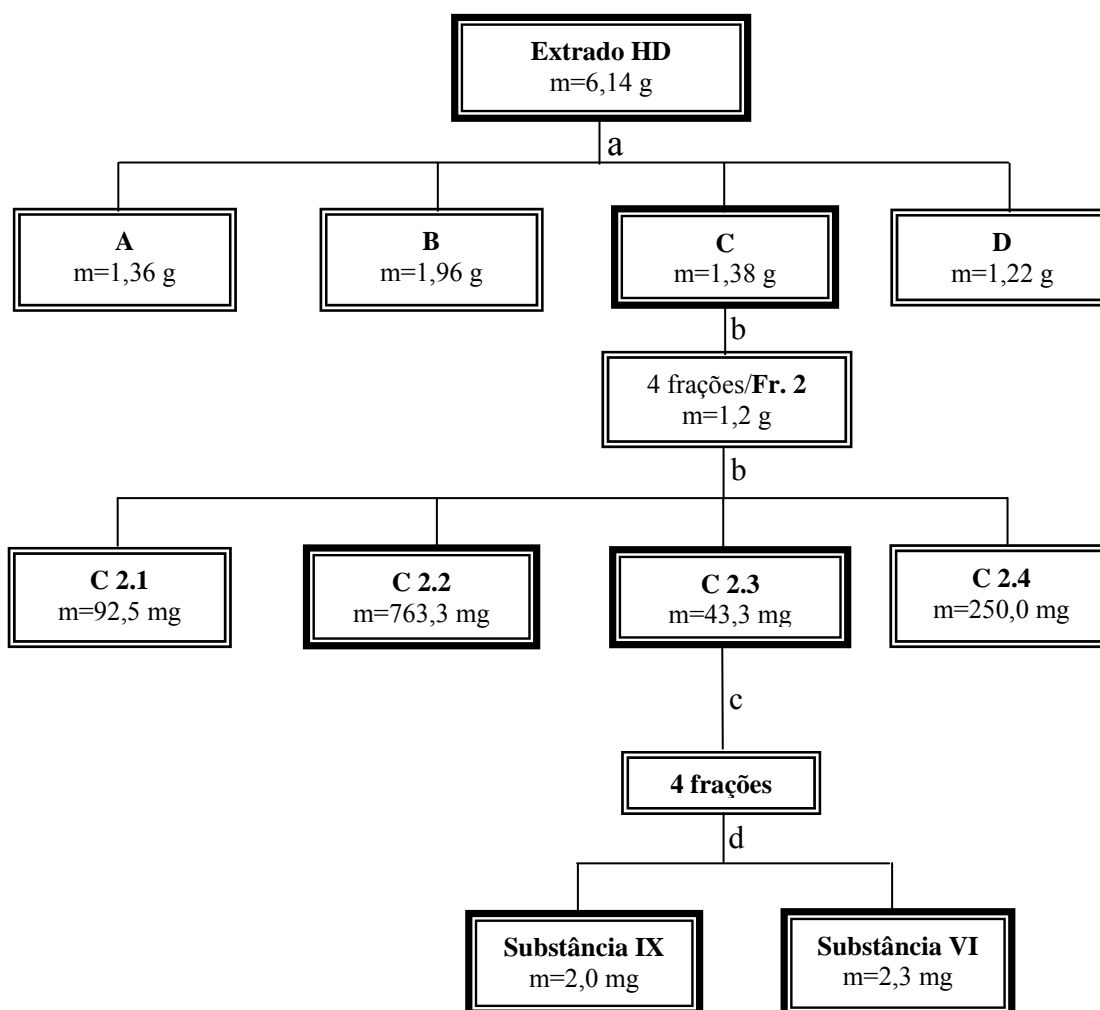 Extrado HD
m=6,14 g
a
A
m=1,36 g
B
m=1,96 g
C
m=1,38 g
D
m=1,22 g
b
4 frações/Fr. 2
m=1,2 g
b
C 2.1
m=92,5 mg
C 2.2
m=763,3 mg
C 2.3
m=43,3 mg
C 2.4
m=250,0 mg
c
4 frações
d
Substância IX
m=2,0 mg
Substância VI
m=2,3 mg